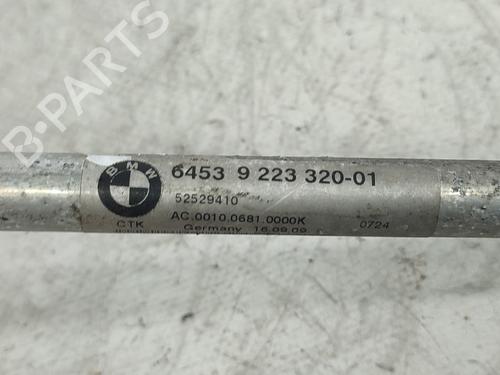 B-PARTS
BMW
6453 9 223 320-01
52529410
AC.0010.0681.0000K
CTK Germany 16.09.09 0724